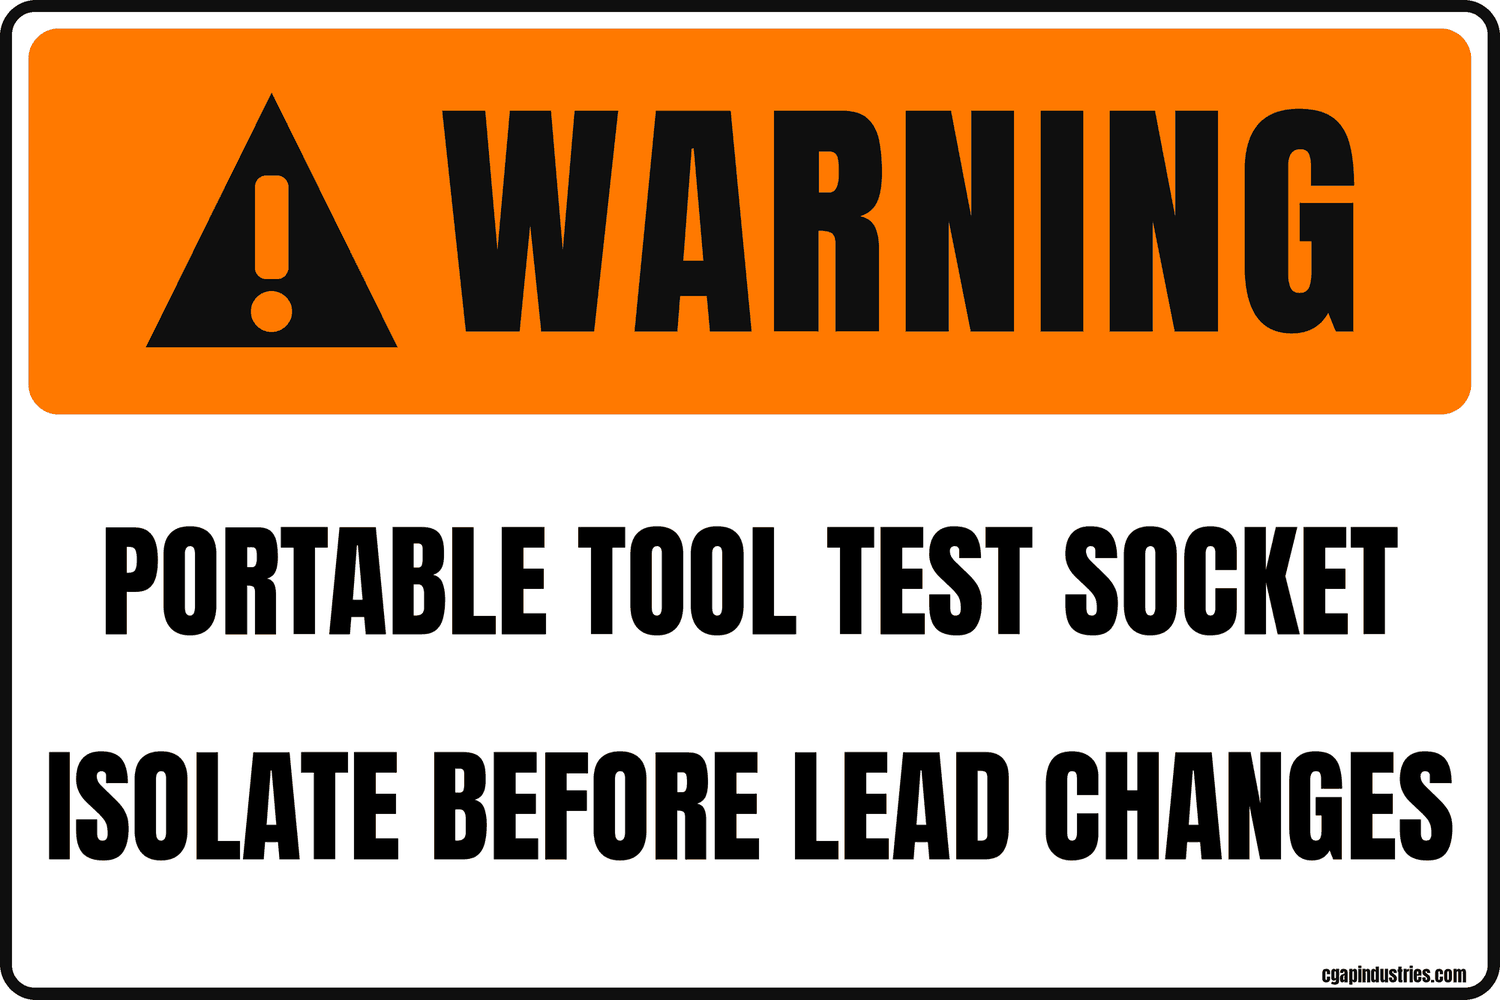 WARNING
PORTABLE TOOL TEST SOCKET
ISOLATE BEFORE LEAD CHANGES
cgapindustries.com